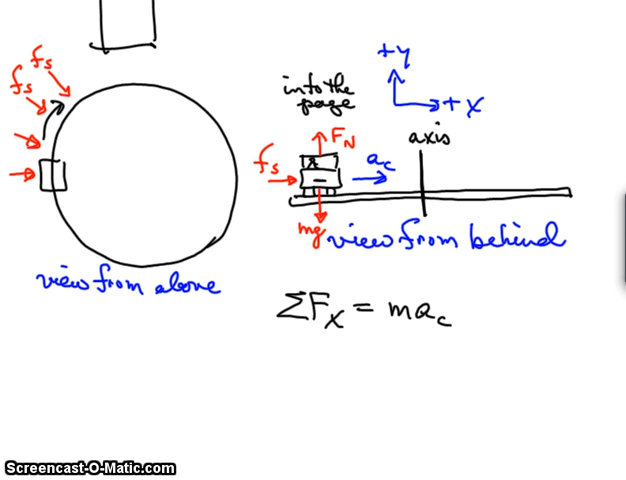 fs
fs
into the
page
+y
+x
axis
FN
fs
ac
mg
view from behind
view from above
ΣFx = mac
Screencast-O-Matic.com